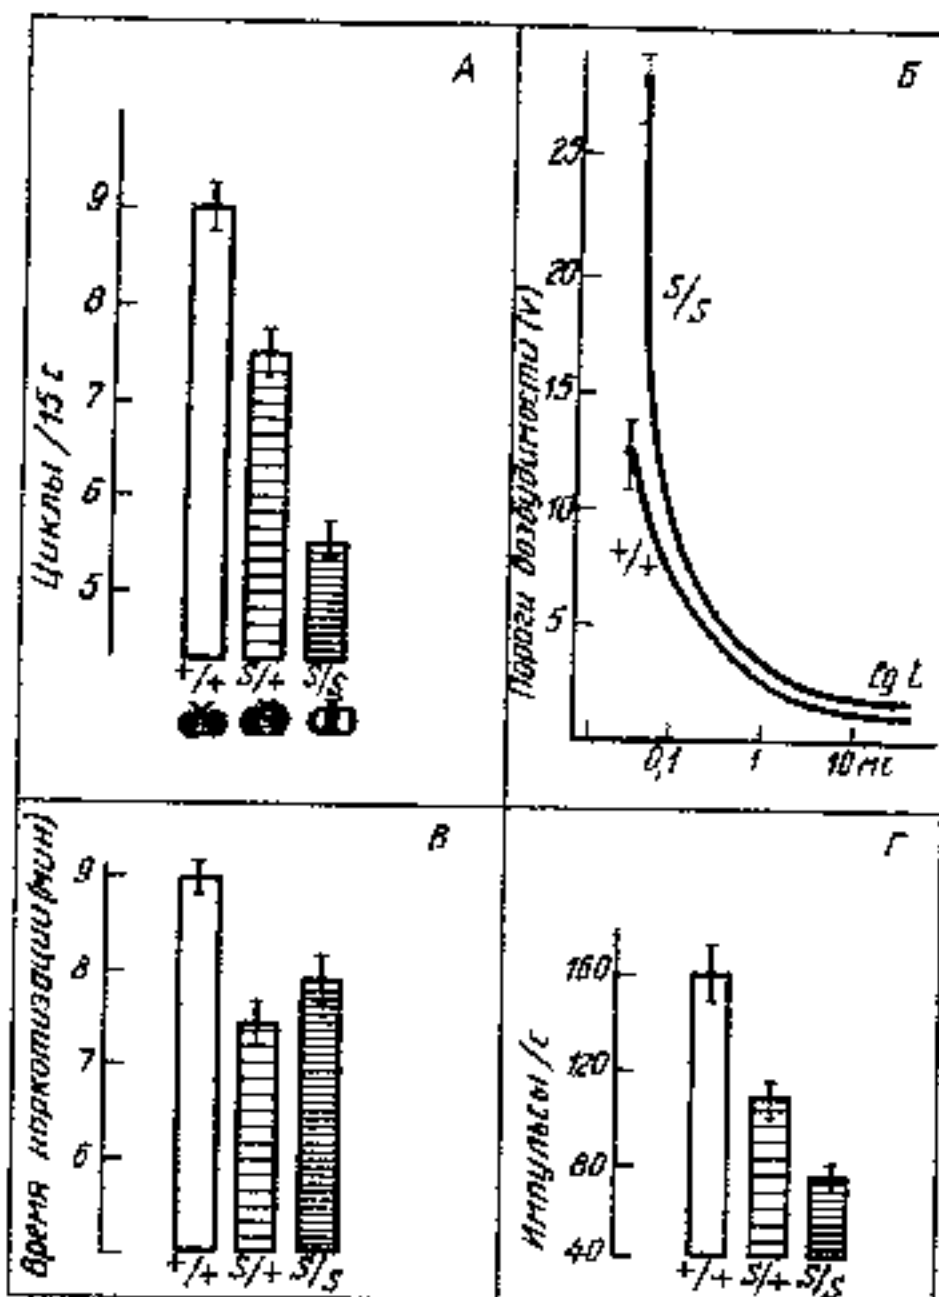 А
Циклы /15 с
9
8
7
6
5
+/+ S/+ S/S
Б
Пороги возбудимости (v)
25
20
15
10
5
S/S
+/+
lg t
0,1 1 10 мс
В
Время наркотизации (мин)
9
8
7
6
+/+ S/+ S/S
Г
Импульсы /с
160
120
80
40
+/+ S/+ S/S